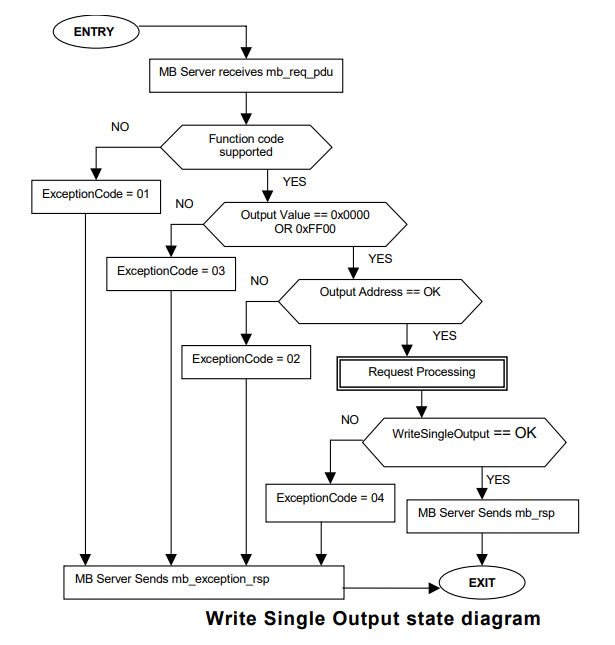 ENTRY
MB Server receives mb_req_pdu
NO
Function code
supported
YES
ExceptionCode = 01
NO
Output Value == 0x0000
OR 0xFF00
YES
ExceptionCode = 03
NO
Output Address == OK
YES
ExceptionCode = 02
Request Processing
NO
WriteSingleOutput == OK
YES
ExceptionCode = 04
MB Server Sends mb_rsp
MB Server Sends mb_exception_rsp
EXIT
Write Single Output state diagram